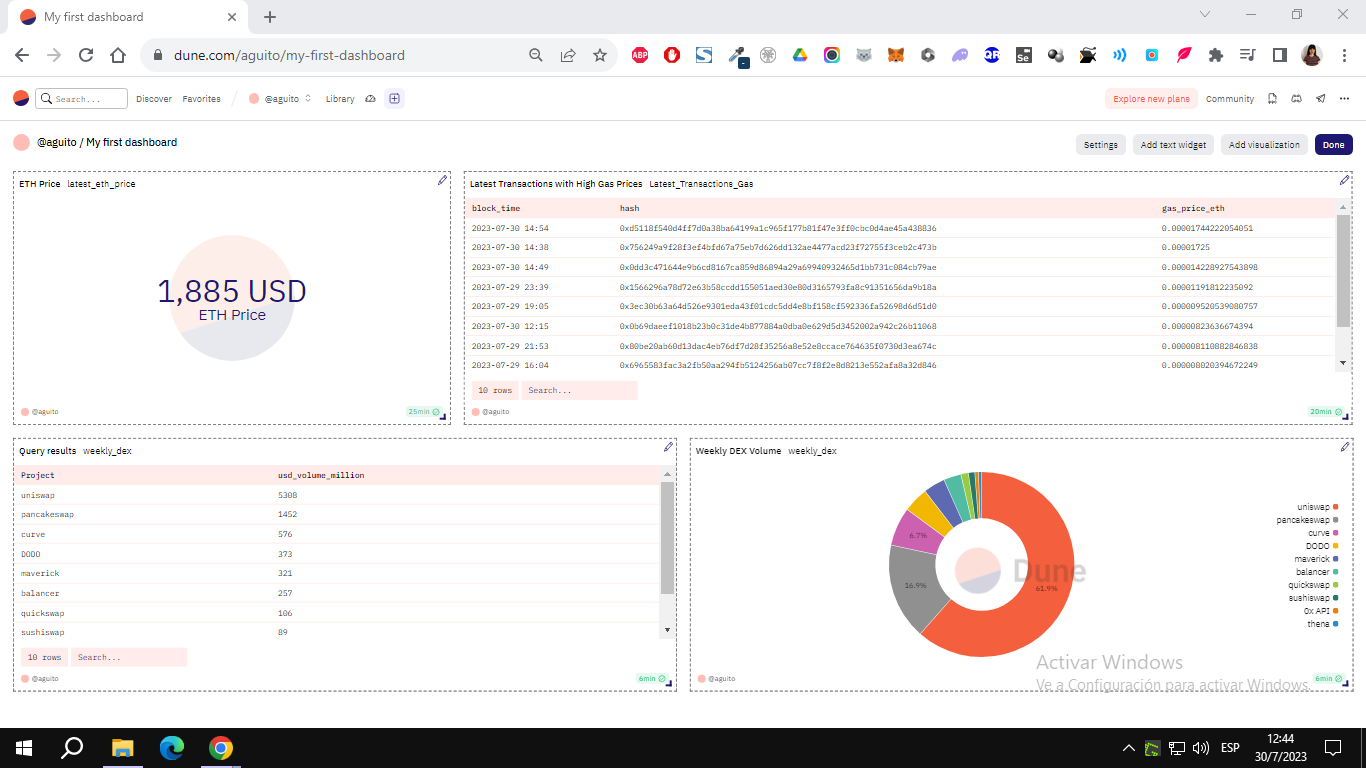 My first dashboard
dune.com/aguito/my-first-dashboard
ABP
QR
Se
Search...
Discover
Favorites
@aguito
Library
Explore new plans
Community
@aguito / My first dashboard
Settings
Add text widget
Add visualization
Done
ETH Price latest_eth_price
1,885 USD
ETH Price
@aguito
25min
Latest Transactions with High Gas Prices Latest_Transactions_Gas
block_time hash gas_price_eth
2023-07-30 14:54 0xd5118f540d4ff7d0a38ba64199a1c965f177b81f47e3ff0cbc0d4ae45a438836 0.00001744222054051
2023-07-30 14:38 0x756249a9f28f3ef4bfd67a75eb7d626dd132ae4477acd23f72755f3ceb2c473b 0.00001725
2023-07-30 14:49 0x0dd3c471644e9b6cd8167ca859d86894a29a69940932465d1bb731c084cb79ae 0.000014228927543898
2023-07-29 23:39 0x1566296a78d72e63b58ccdd155051aed30e80d3165793fa8c91351656da9b18a 0.00001191812235092
2023-07-29 19:05 0x3ec30b63a64d526e9301eda43f01cdc5dd4e8bf158cf592336fa52698d6d51d0 0.000009520539080757
2023-07-30 12:15 0x0b69daeef1018b23b0c31de4b877884a0dba0e629d5d3452002a942c26b11068 0.00000823636674394
2023-07-29 21:53 0x80be20ab60d13dac4eb76df7d28f35256a8e52e8ccace764635f0730d3ea674c 0.000008110882846838
2023-07-29 16:04 0x6965583fac3a2fb50aa294fb5124256ab07cc7f8f2e8d8213e552afa8a32d846 0.000008020394672249
10 rows
Search...
@aguito
20min
Query results weekly_dex
Project usd_volume_million
uniswap 5308
pancakeswap 1452
curve 576
DODO 373
maverick 321
balancer 257
quickswap 106
sushiswap 89
10 rows
Search...
@aguito
6min
Weekly DEX Volume weekly_dex
6.7%
16.9%
61.9%
Dune
uniswap
pancakeswap
curve
DODO
maverick
balancer
quickswap
sushiswap
0x API
thena
@aguito
6min
Activar Windows
Ve a Configuración para activar Windows.
ESP
12:44
30/7/2023